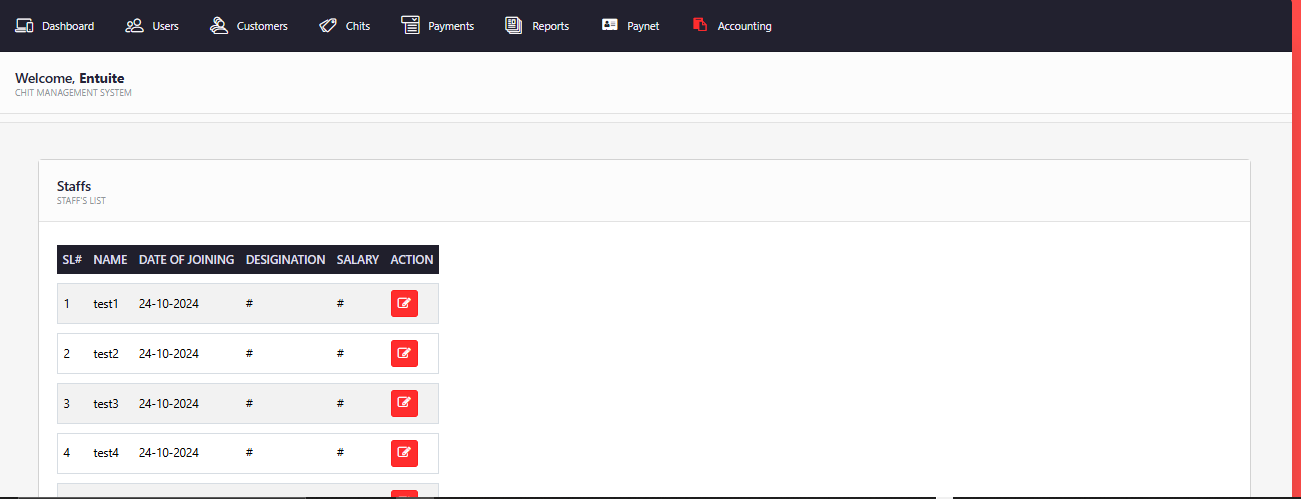 Dashboard Users Customers Chits Payments Reports Paynet Accounting
Welcome, Entuite
CHIT MANAGEMENT SYSTEM
Staffs
STAFF'S LIST
SL# NAME DATE OF JOINING DESIGINATION SALARY ACTION
1 test1 24-10-2024 # #
2 test2 24-10-2024 # #
3 test3 24-10-2024 # #
4 test4 24-10-2024 # #